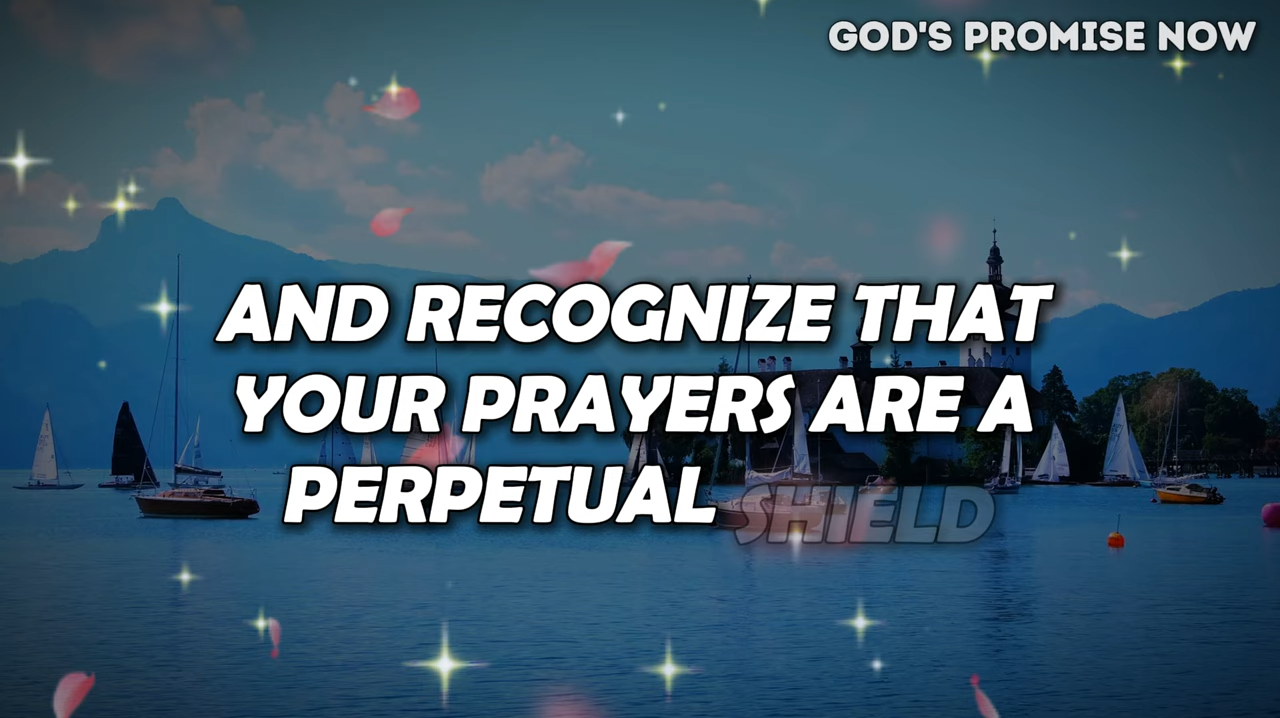 GOD'S PROMISE NOW
AND RECOGNIZE THAT
YOUR PRAYERS ARE A
PERPETUAL SHIELD